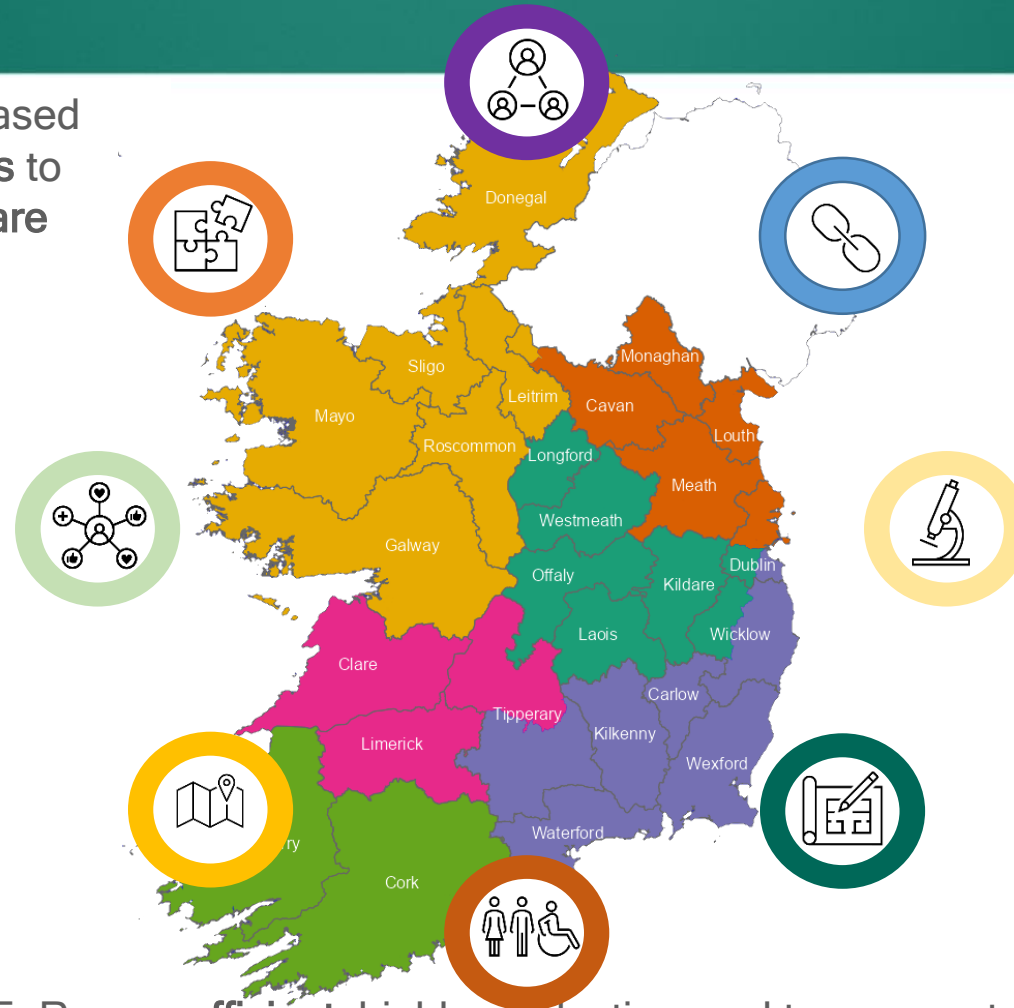 ased
s to
are
Donegal
Monaghan
Sligo
Leitrim
Cavan
Mayo
Louth
Roscommon
Longford
Meath
Westmeath
Galway
Dublin
Offaly
Kildare
Laois
Wicklow
Clare
Carlow
Tipperary
Kilkenny
Limerick
Wexford
Waterford
ry
Cork